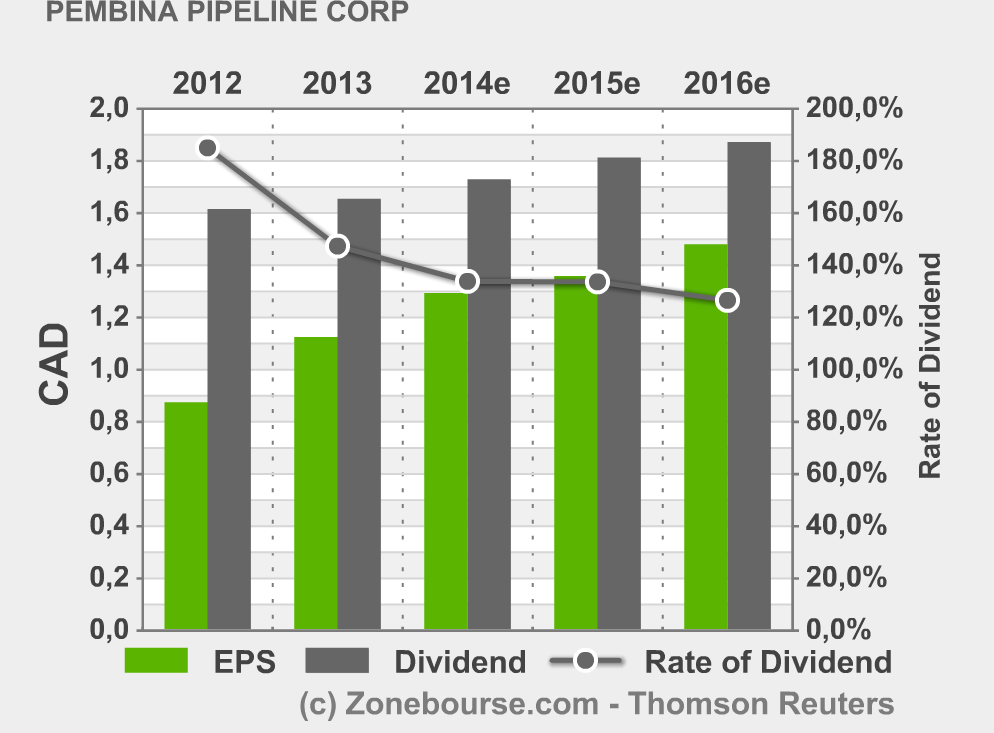 PEMBINA PIPELINE CORP
2012 2013 2014e 2015e 2016e
2,0 200,0%
1,8 180,0%
1,6 160,0%
1,4 140,0%
1,2 120,0%
1,0 100,0%
0,8 80,0%
0,6 60,0%
0,4 40,0%
0,2 20,0%
0,0 0,0%
CAD
Rate of Dividend
EPS Dividend Rate of Dividend
(c) Zonebourse.com - Thomson Reuters